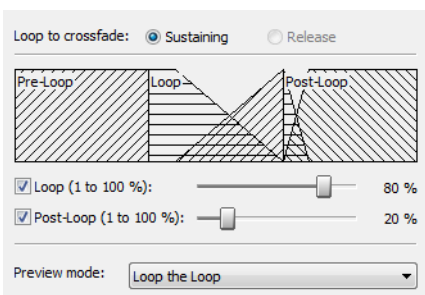 Loop to crossfade: Sustaining Release
Pre-Loop Loop Post-Loop
Loop (1 to 100 %): 80 %
Post-Loop (1 to 100 %): 20 %
Preview mode: Loop the Loop